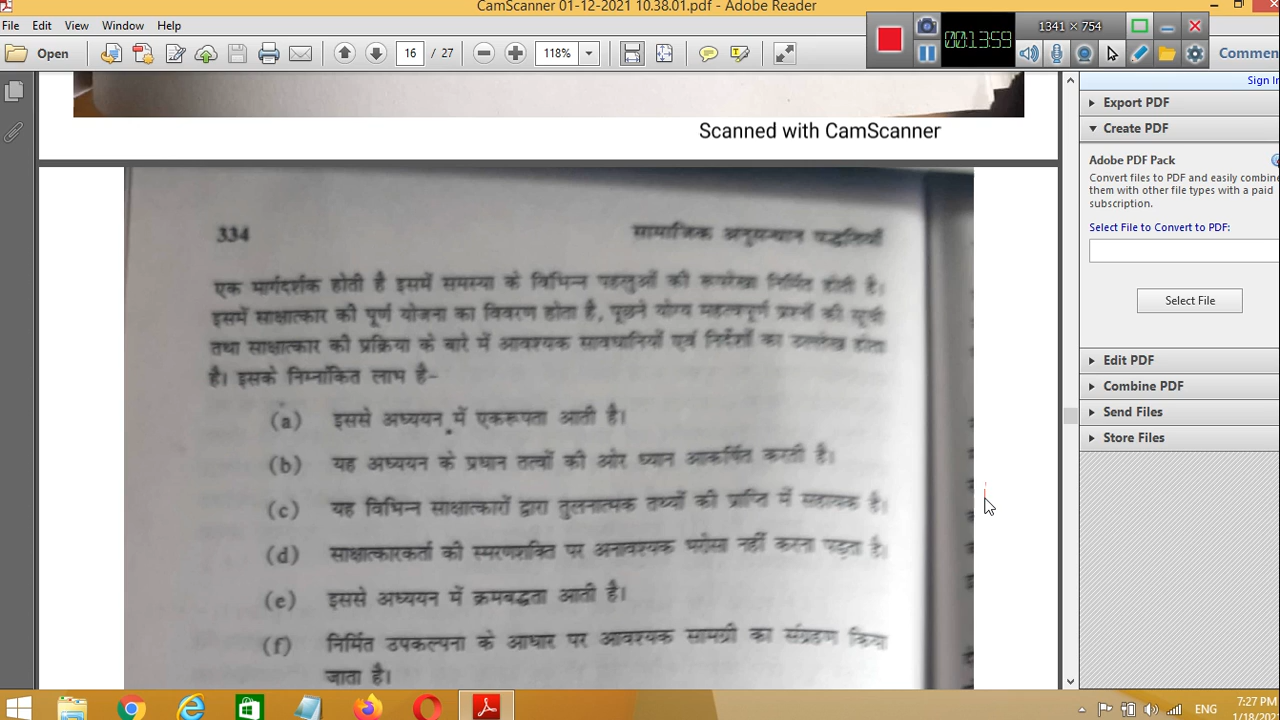 CamScanner 01-12-2021 10.38.01.pdf - Adobe Reader
File Edit View Window Help
1341 × 754
00:13:59
Open 16 / 27 118% Commen
Sign In
Export PDF
Create PDF
Adobe PDF Pack
Convert files to PDF and easily combine
them with other file types with a paid
subscription.
Select File to Convert to PDF:
Select File
Edit PDF
Combine PDF
Send Files
Store Files
Scanned with CamScanner
334 सामाजिक अनुसन्धान पद्धतियाँ
एक मार्गदर्शक होती है इसमें समस्या के विभिन्न पहलुओं की रूपरेखा निर्मित होती है।
इसमें साक्षात्कार की पूर्ण योजना का विवरण होता है, पूछने योग्य महत्वपूर्ण प्रश्नों की सूची
तथा साक्षात्कार की प्रक्रिया के बारे में आवश्यक सावधानियों एवं निर्देशों का उल्लेख होता
है। इसके निम्नांकित लाभ है-
(a) इससे अध्ययन में एकरूपता आती है।
(b) यह अध्ययन के प्रधान तत्वों की ओर ध्यान आकर्षित करती है।
(c) यह विभिन्न साक्षात्कारों द्वारा तुलनात्मक तथ्यों की प्राप्ति में सहायक है।
(d) साक्षात्कारकर्ता की स्मरणशक्ति पर अनावश्यक भरोसा नहीं करना पड़ता है।
(e) इससे अध्ययन में क्रमबद्धता आती है।
(f) निर्मित उपकल्पना के आधार पर आवश्यक सामग्री का संग्रहण किया
जाता है।
ENG
7:27 PM
1/18/202